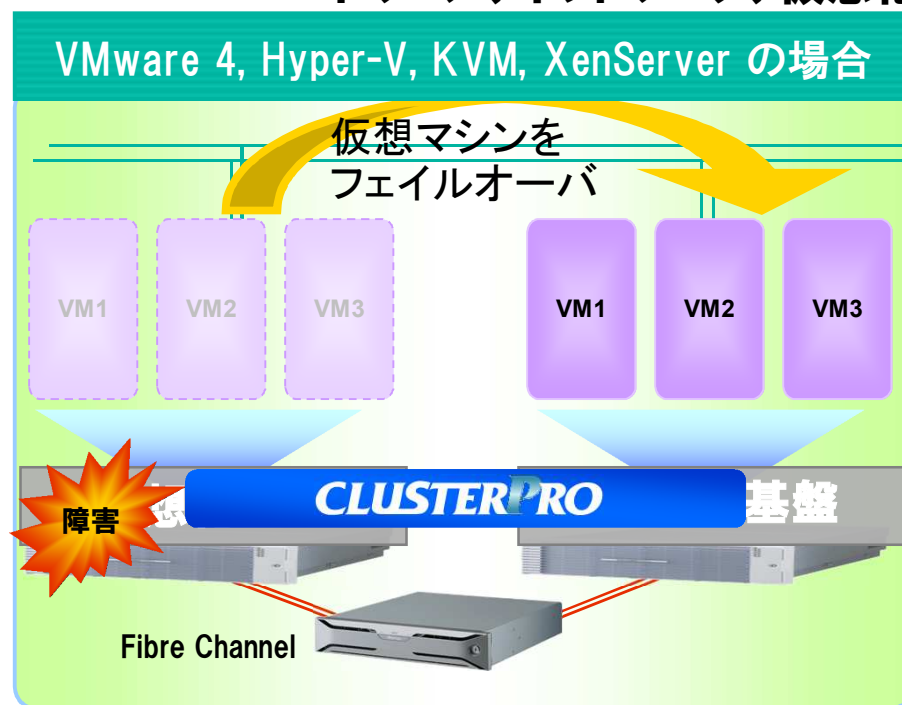 VMware 4, Hyper-V, KVM, XenServer の場合
仮想マシンを
フェイルオーバ
VM1 VM2 VM3
VM1 VM2 VM3
障害
CLUSTERPRO
基盤
Fibre Channel